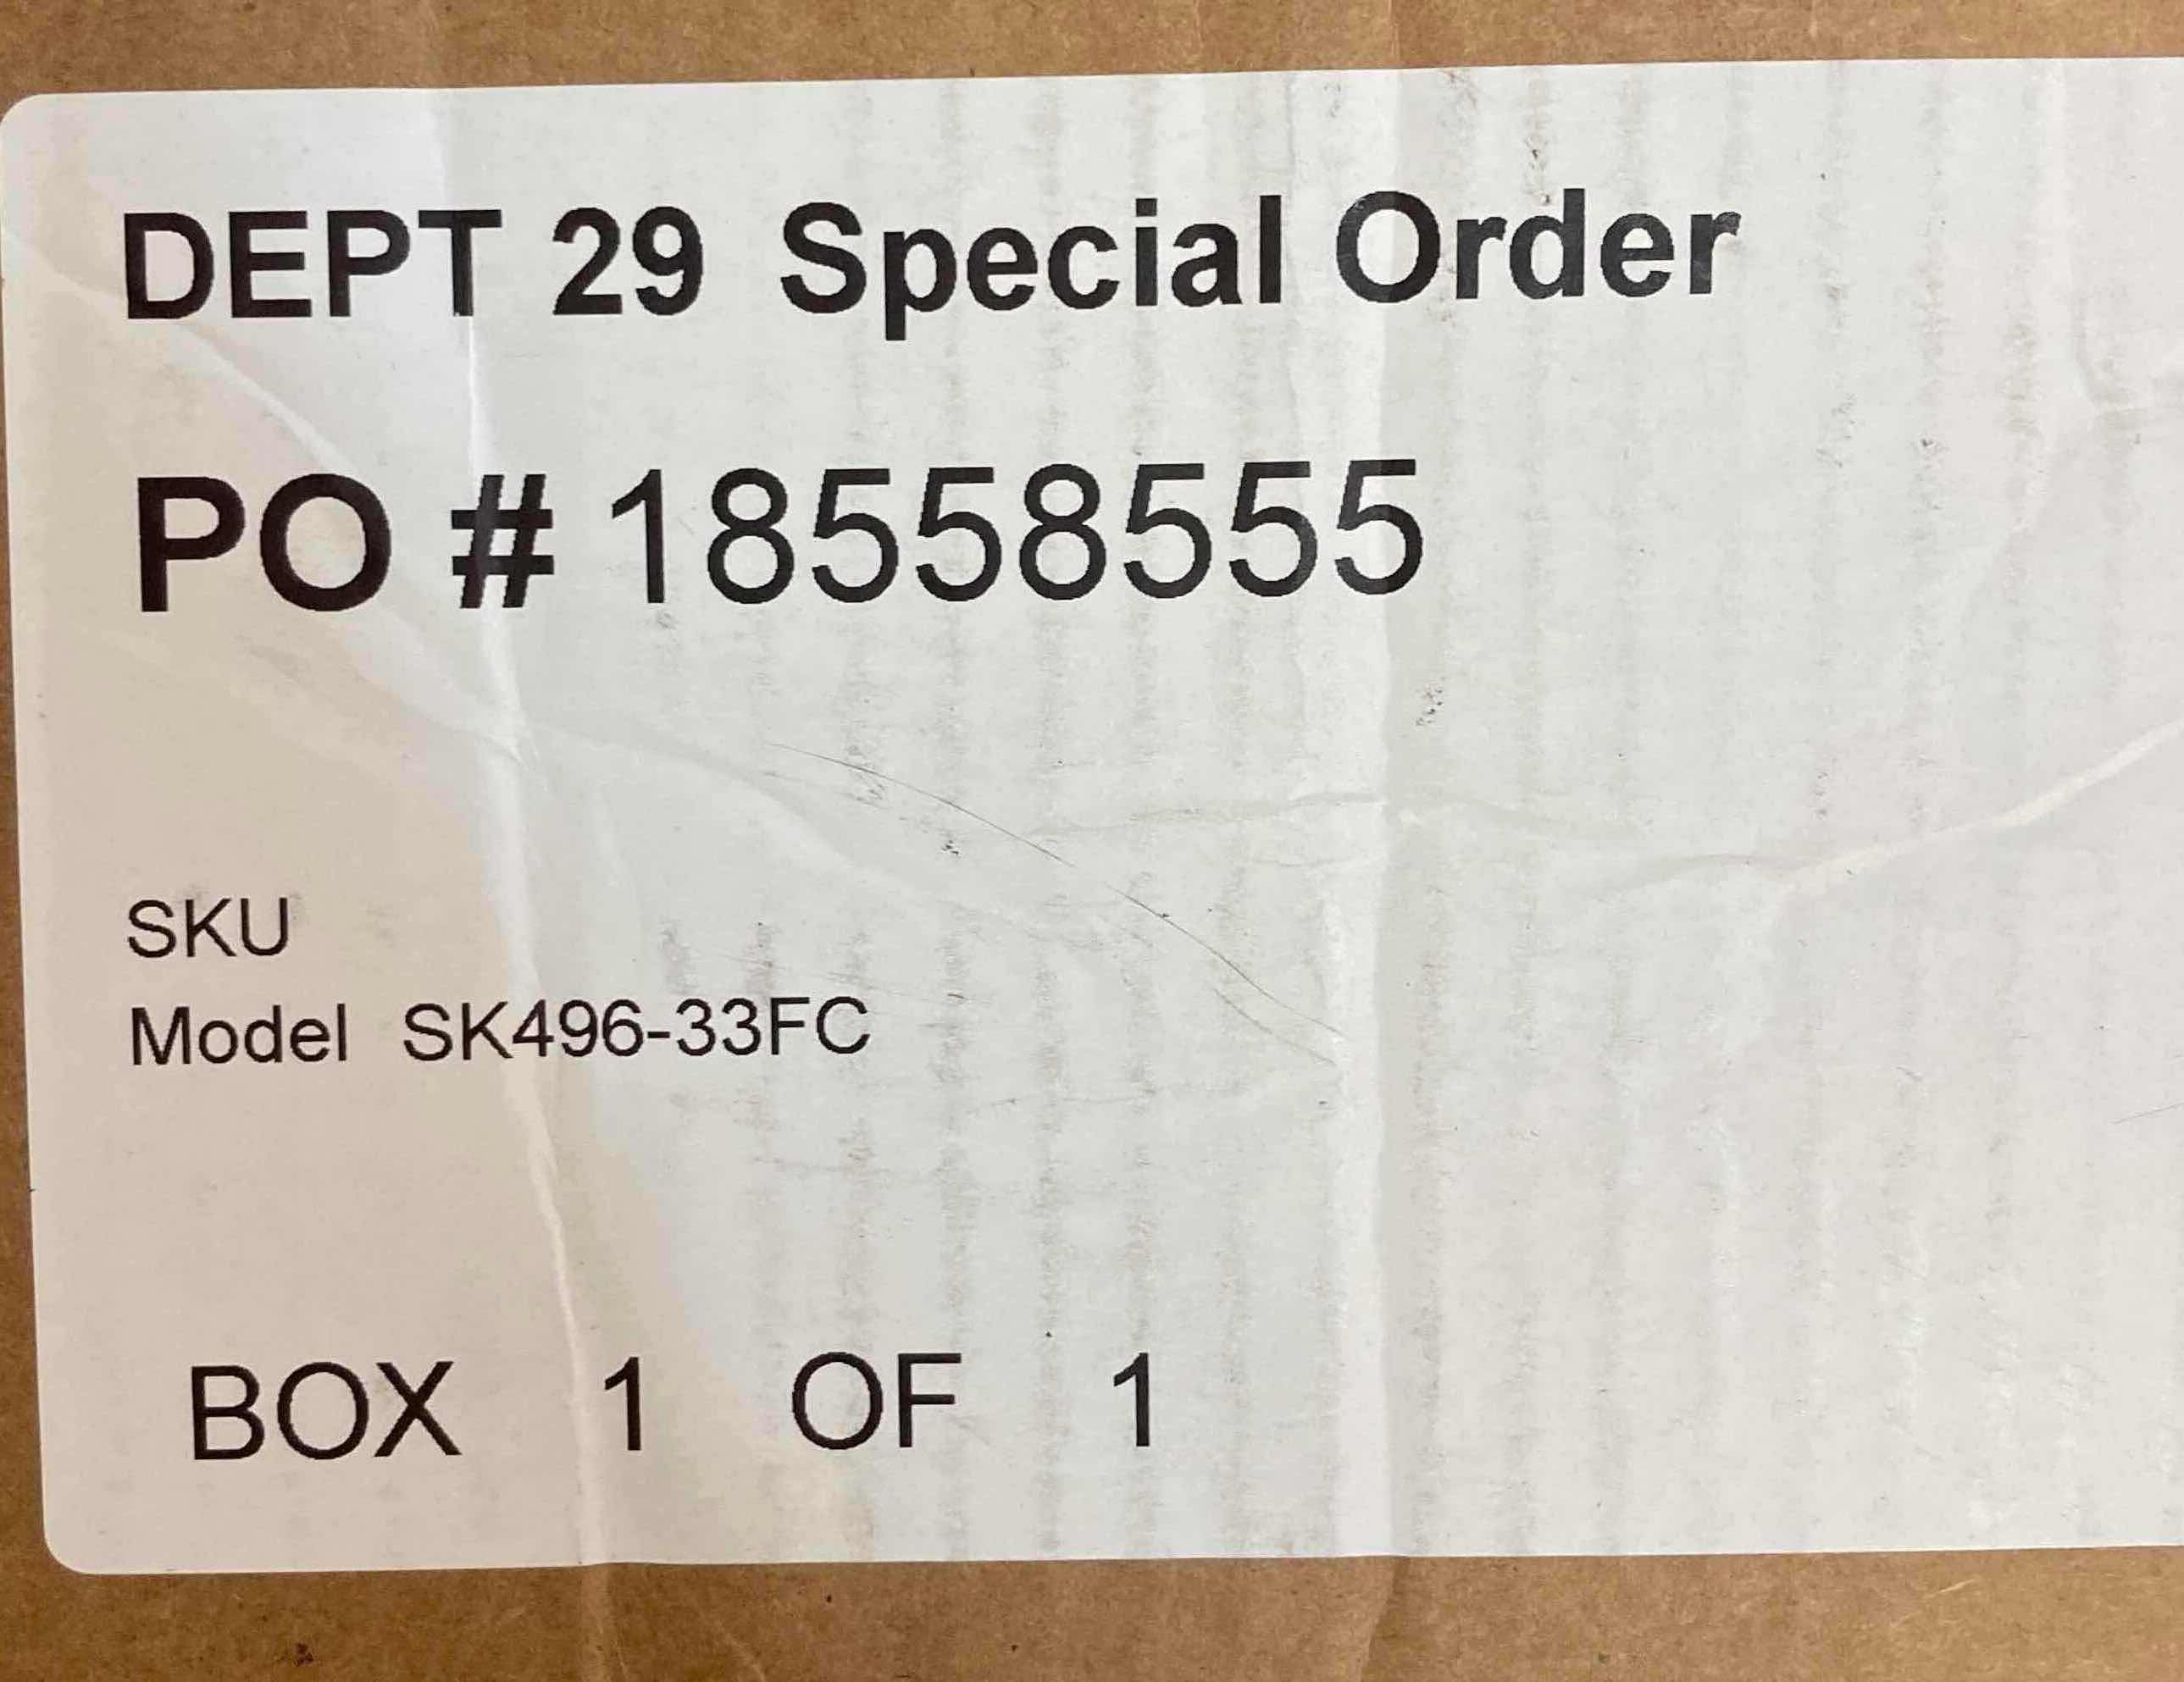 DEPT 29 Special Order
PO # 18558555
SKU
Model SK496-33FC
BOX 1 OF 1